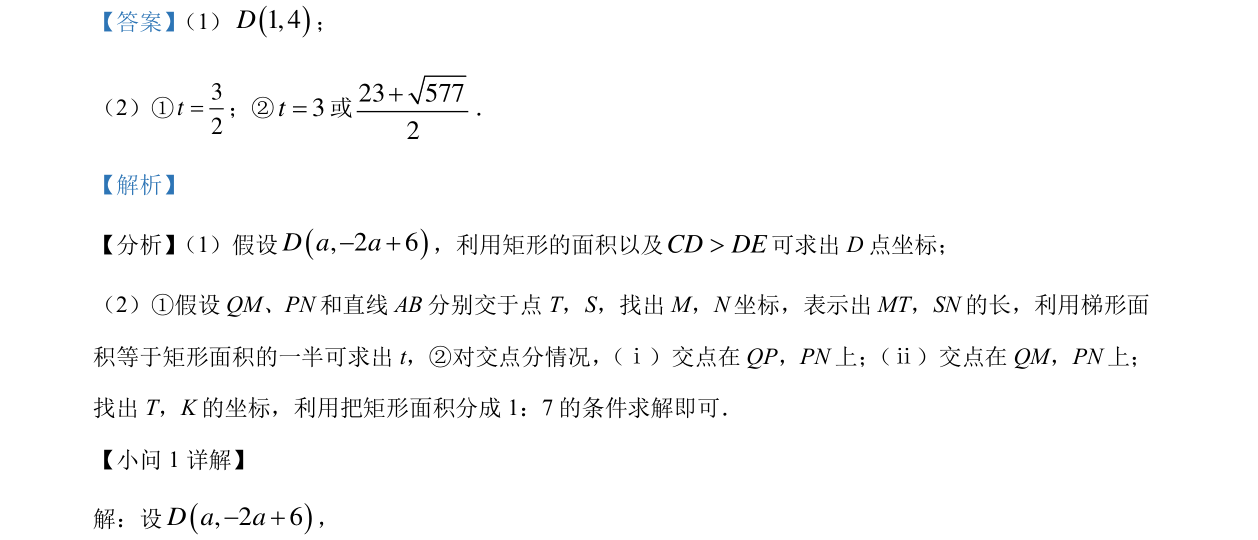 【答案】（1）D(1,4)；
（2）①t = 3/2；②t = 3或(23+√577)/2．
【解析】
【分析】（1）假设D(a,−2a+6)，利用矩形的面积以及CD > DE可求出 D 点坐标；
（2）①假设 QM、PN 和直线 AB 分别交于点 T，S，找出 M，N 坐标，表示出 MT，SN 的长，利用梯形面
积等于矩形面积的一半可求出 t，②对交点分情况，（ⅰ）交点在 QP，PN 上；（ⅱ）交点在 QM，PN 上；
找出 T，K 的坐标，利用把矩形面积分成 1：7 的条件求解即可．
【小问 1 详解】
解：设D(a,−2a+6)，